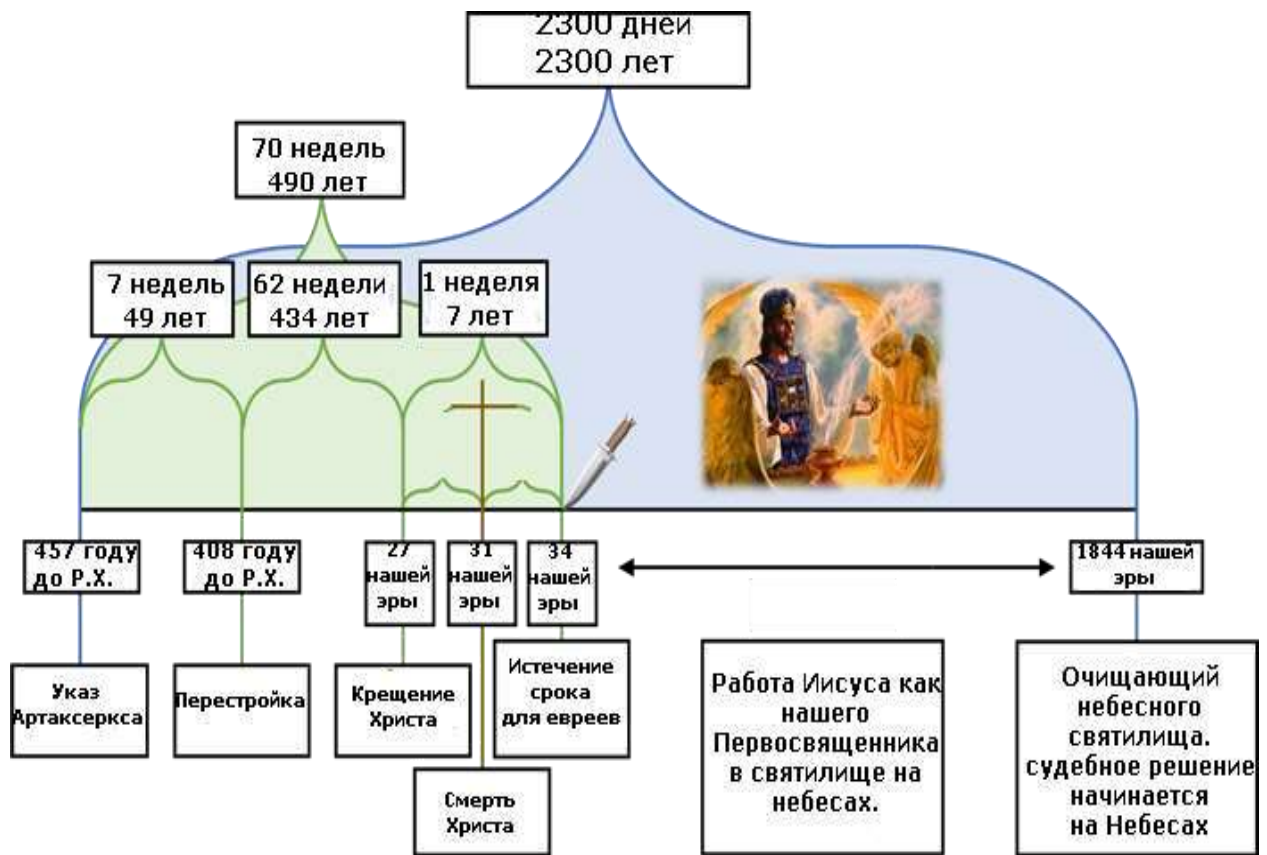 2300 дней
2300 лет
70 недель
490 лет
7 недель
49 лет
62 недели
434 лет
1 неделя
7 лет
457 году
до Р.Х.
408 году
до Р.Х.
27
нашей
эры
31
нашей
эры
34
нашей
эры
1844 нашей
эры
Указ
Артаксеркса
Перестройка
Крещение
Христа
Смерть
Христа
Истечение
срока
для евреев
Работа Иисуса как
нашего
Первосвященника
в святилище на
небесах.
Очищающий
небесного
святилища.
судебное решение
начинается
на Небесах